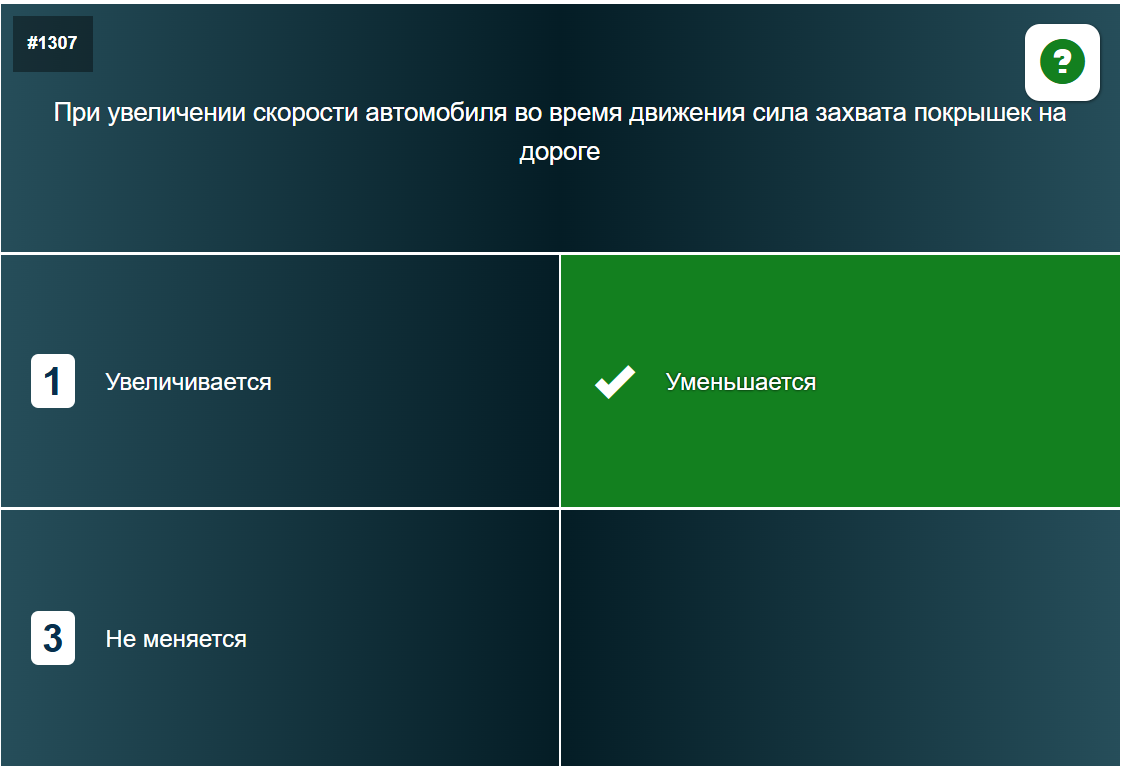 #1307
?
При увеличении скорости автомобиля во время движения сила захвата покрышек на
дороге
1 Увеличивается
Уменьшается
3 Не меняется